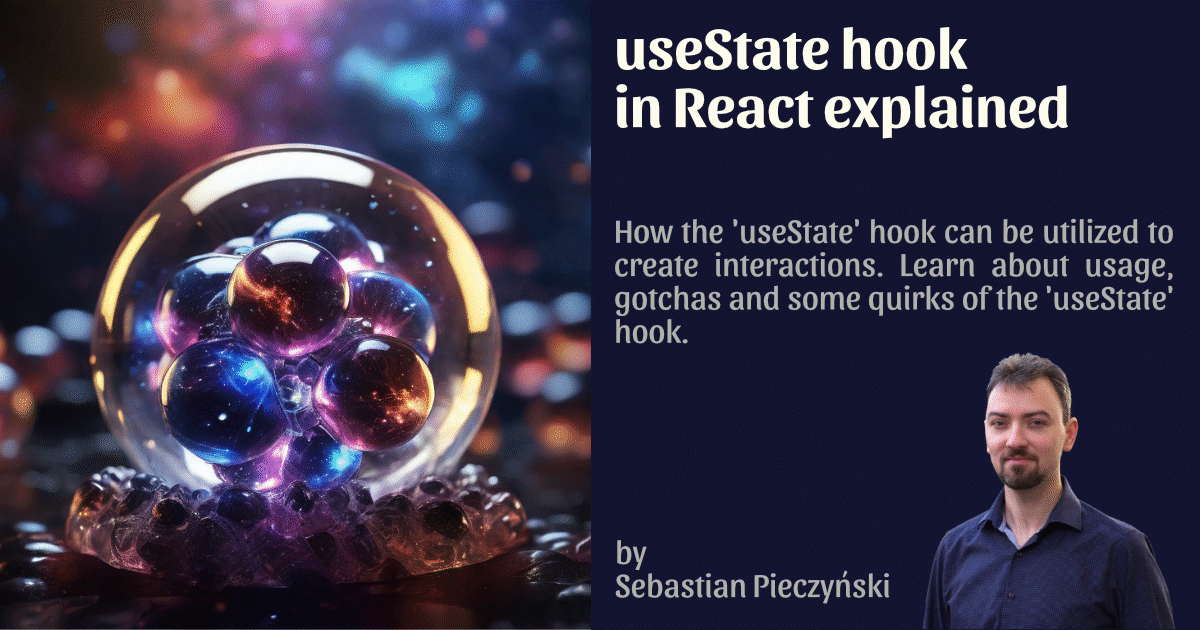 useState hook
in React explained
How the 'useState' hook can be utilized to
create interactions. Learn about usage,
gotchas and some quirks of the 'useState'
hook.
by
Sebastian Pieczyński